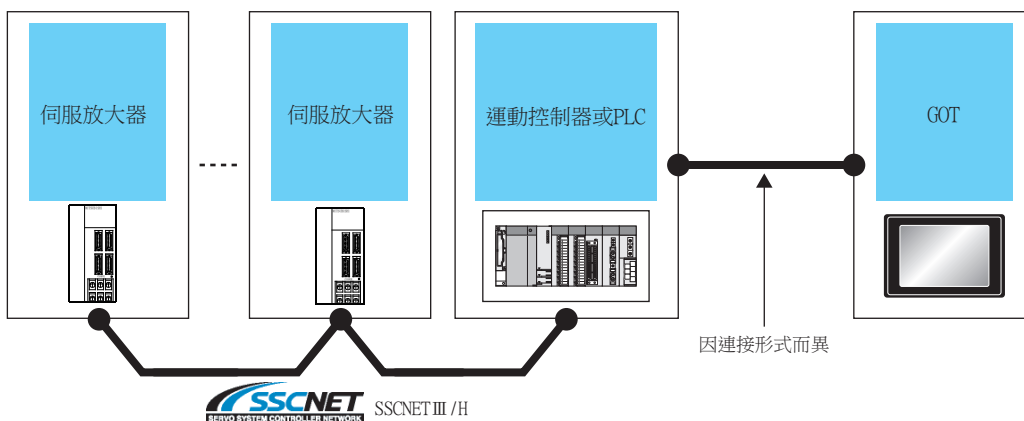 伺服放大器
伺服放大器
運動控制器或PLC
GOT
因連接形式而異
SSCNET
SERVO SYSTEM CONTROLLER NETWORK
SSCNETⅢ/H